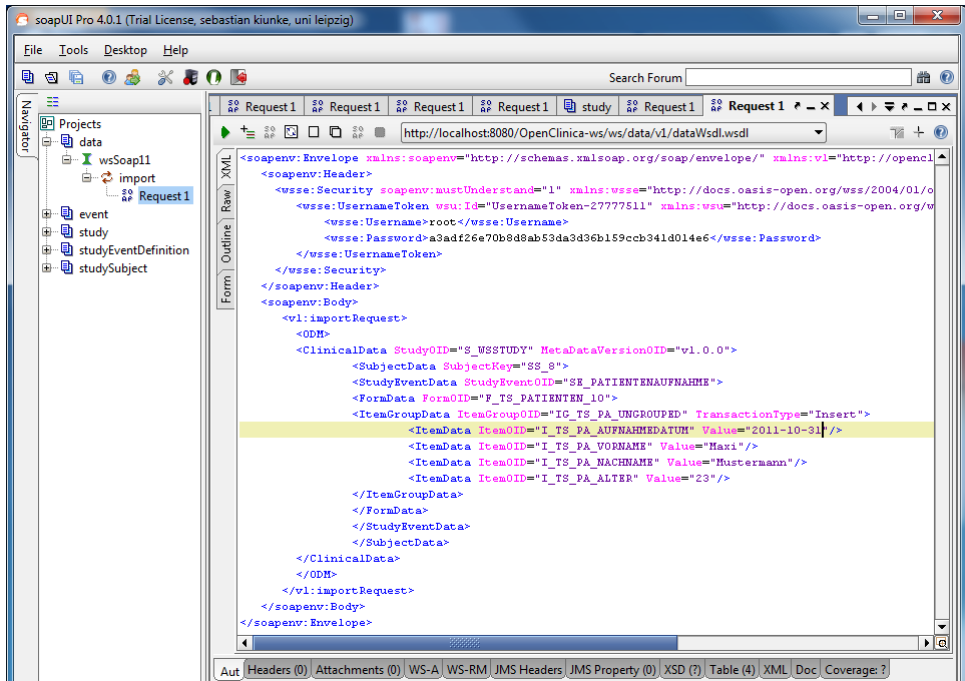 soapUI Pro 4.0.1 (Trial License, sebastian kiunke, uni leipzig)
File Tools Desktop Help
Search Forum
Navigator
Projects
data
wsSoap11
import
Request 1
event
study
studyEventDefinition
studySubject
Request 1 Request 1 Request 1 Request 1 study Request 1 Request 1
http://localhost:8080/OpenClinica-ws/ws/data/v1/dataWsdl.wsdl
XML
Raw
Outline
Form
<soapenv:Envelope xmlns:soapenv="http://schemas.xmlsoap.org/soap/envelope/" xmlns:v1="http://opencl
<soapenv:Header>
<wsse:Security soapenv:mustUnderstand="1" xmlns:wsse="http://docs.oasis-open.org/wss/2004/01/o
<wsse:UsernameToken wsu:Id="UsernameToken-27777511" xmlns:wsu="http://docs.oasis-open.org/w
<wsse:Username>root</wsse:Username>
<wsse:Password>a3adf26e70b8d8ab53da3d36b159ccb341d014e6</wsse:Password>
</wsse:UsernameToken>
</wsse:Security>
</soapenv:Header>
<soapenv:Body>
<v1:importRequest>
<ODM>
<ClinicalData StudyOID="S_WSSTUDY" MetaDataVersionOID="v1.0.0">
<SubjectData SubjectKey="SS_8">
<StudyEventData StudyEventOID="SE_PATIENTENAUFNAHME">
<FormData FormOID="F_TS_PATIENTEN_10">
<ItemGroupData ItemGroupOID="IG_TS_PA_UNGROUPED" TransactionType="Insert">
<ItemData ItemOID="I_TS_PA_AUFNAHMEDATUM" Value="2011-10-31"/>
<ItemData ItemOID="I_TS_PA_VORNAME" Value="Maxi"/>
<ItemData ItemOID="I_TS_PA_NACHNAME" Value="Mustermann"/>
<ItemData ItemOID="I_TS_PA_ALTER" Value="23"/>
</ItemGroupData>
</FormData>
</StudyEventData>
</SubjectData>
</ClinicalData>
</ODM>
</v1:importRequest>
</soapenv:Body>
</soapenv:Envelope>
Aut Headers (0) Attachments (0) WS-A WS-RM JMS Headers JMS Property (0) XSD (?) Table (4) XML Doc Coverage: ?